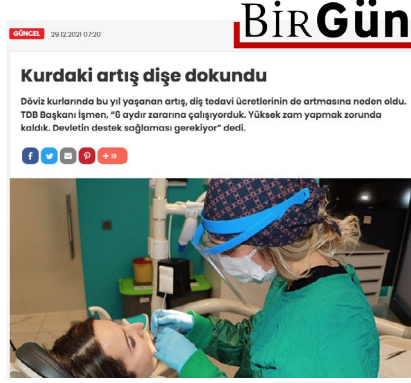 BİRGün
GÜNCEL 29.12.2021 07:20
Kurdaki artış dişe dokundu
Döviz kurlarında bu yıl yaşanan artış, diş tedavi ücretlerinin de artmasına neden oldu.
TDB Başkanı İşmen, “6 aydır zararına çalışıyorduk. Yüksek zam yapmak zorunda
kaldık. Devletin destek sağlaması gerekiyor” dedi.